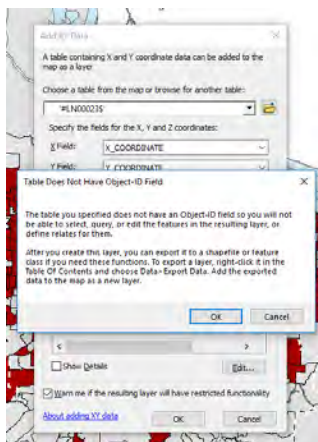 Add XY Data
A table containing X and Y coordinate data can be added to the
map as a layer
Choose a table from the map or browse for another table:
'#LN00023$'
Specify the fields for the X, Y and Z coordinates:
X Field:
X_COORDINATE
Y Field:
Y_COORDINATE
Table Does Not Have Object-ID Field
The table you specified does not have an Object-ID field so you will not
be able to select, query, or edit the features in the resulting layer, or
define relates for them.
After you create this layer, you can export it to a shapefile or feature
class if you need these functions. To export a layer, right-click it in the
Table Of Contents and choose Data>Export Data. Add the exported
data to the map as a new layer.
OK
Cancel
Show Details
Edit...
Warn me if the resulting layer will have restricted functionality
About adding XY data
OK
Cancel